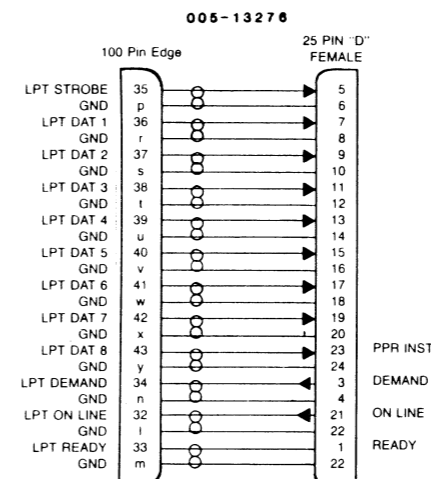 005-13276
100 Pin Edge
25 PIN "D"
FEMALE
LPT STROBE 35 5
GND p 6
LPT DAT 1 36 7
GND r 8
LPT DAT 2 37 9
GND s 10
LPT DAT 3 38 11
GND t 12
LPT DAT 4 39 13
GND u 14
LPT DAT 5 40 15
GND v 16
LPT DAT 6 41 17
GND w 18
LPT DAT 7 42 19
GND x 20
LPT DAT 8 43 23 PPR INST
GND y 24
LPT DEMAND 34 3 DEMAND
GND n 4
LPT ON LINE 32 21 ON LINE
GND l 22
LPT READY 33 1 READY
GND m 22